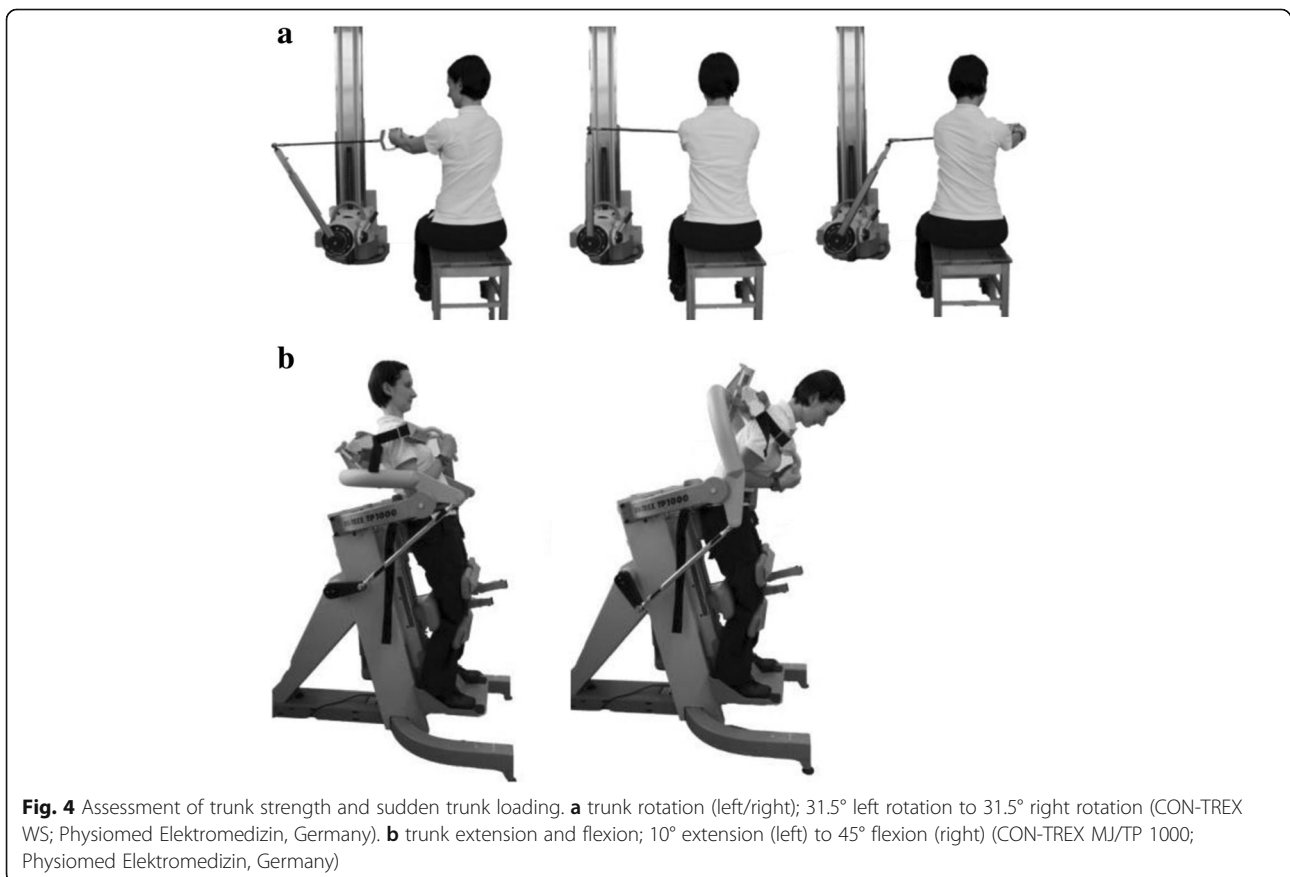 a
b
TP1000
TP1000
Fig. 4 Assessment of trunk strength and sudden trunk loading. a trunk rotation (left/right); 31.5° left rotation to 31.5° right rotation (CON-TREX
WS; Physiomed Elektromedizin, Germany). b trunk extension and flexion; 10° extension (left) to 45° flexion (right) (CON-TREX MJ/TP 1000;
Physiomed Elektromedizin, Germany)